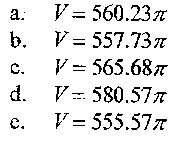 a. V = 560.23π
b. V = 557.73π
c. V = 565.68π
d. V = 580.57π
e. V = 555.57π